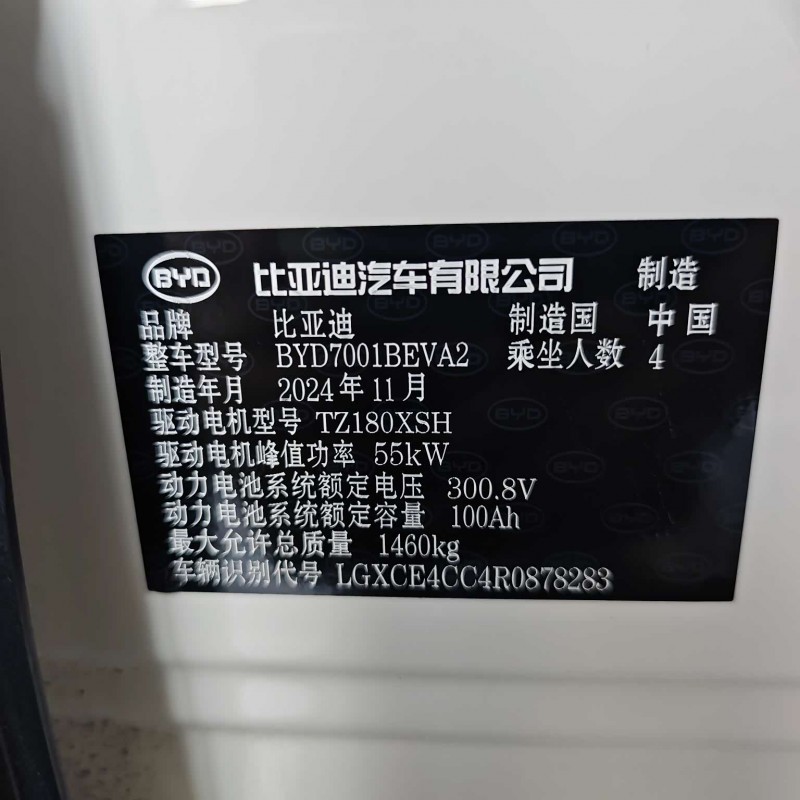 BYD 比亚迪汽车有限公司 制造
品牌 比亚迪 制造国 中国
整车型号 BYD7001BEVA2 乘坐人数 4
制造年月 2024年11月
驱动电机型号 TZ180XSH
驱动电机峰值功率 55kW
动力电池系统额定电压 300.8V
动力电池系统额定容量 100Ah
最大允许总质量 1460kg
车辆识别代号 LGXCE4CC4R0878283